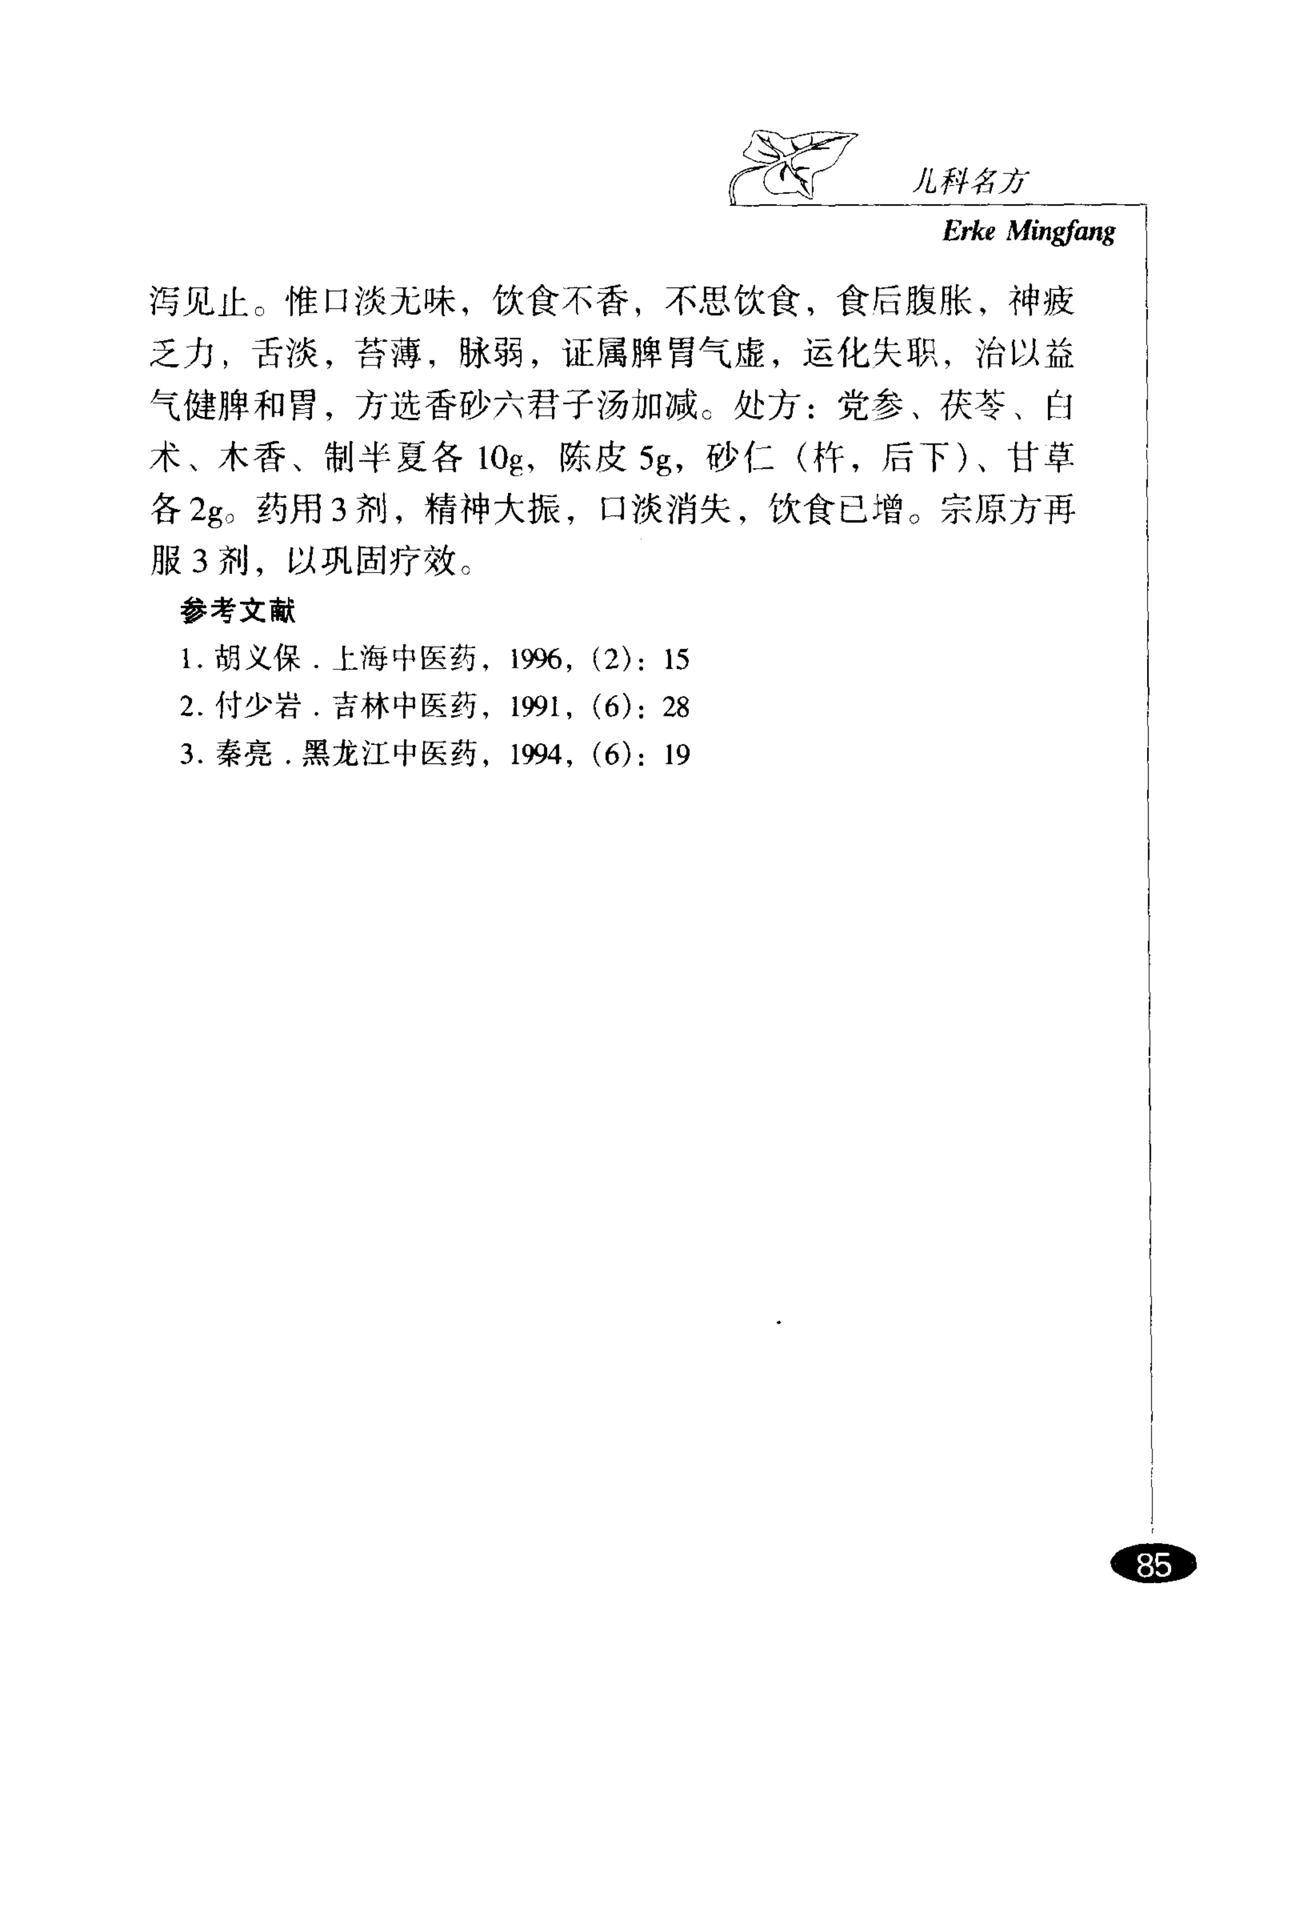 儿科名方
Erke Mingfang
泻见止。惟口淡无味，饮食不香，不思饮食，食后腹胀，神疲
乏力，舌淡，苔薄，脉弱，证属脾胃气虚，运化失职，治以益
气健脾和胃，方选香砂六君子汤加减。处方：党参、茯苓、白
术、木香、制半夏各 10g，陈皮 5g，砂仁（杵，后下）、甘草
各 2g。药用 3 剂，精神大振，口淡消失，饮食已增。宗原方再
服 3 剂，以巩固疗效。
参考文献
1. 胡义保．上海中医药，1996，（2）：15
2. 付少岩．吉林中医药，1991，（6）：28
3. 秦亮．黑龙江中医药，1994，（6）：19
85